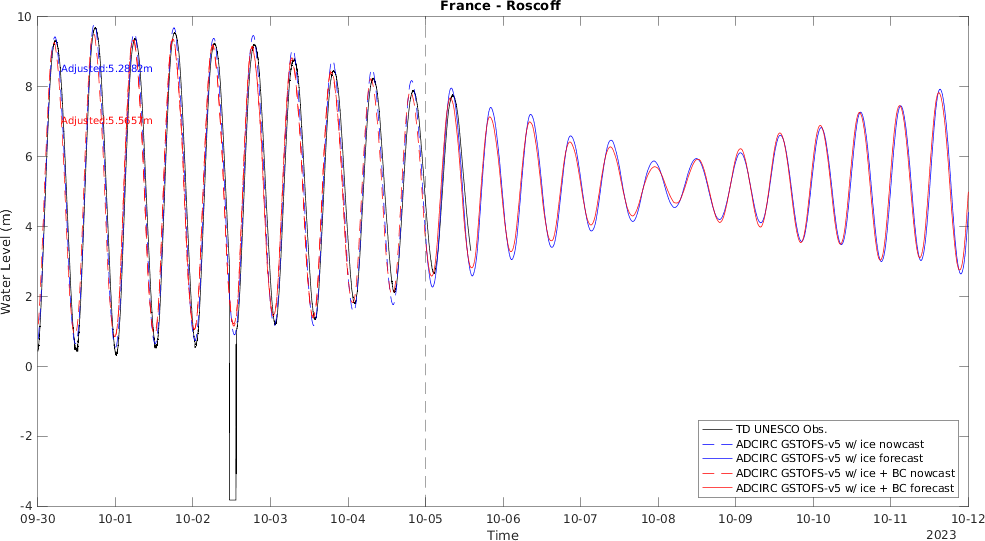 France - Roscoff
10
8
6
4
2
0
-2
-4
Water Level (m)
Adjusted:5.2882m
Adjusted:5.5657m
TD UNESCO Obs.
ADCIRC GSTOFS-v5 w/ ice nowcast
ADCIRC GSTOFS-v5 w/ ice forecast
ADCIRC GSTOFS-v5 w/ ice + BC nowcast
ADCIRC GSTOFS-v5 w/ ice + BC forecast
09-30 10-01 10-02 10-03 10-04 10-05 10-06 10-07 10-08 10-09 10-10 10-11 10-12
Time
2023